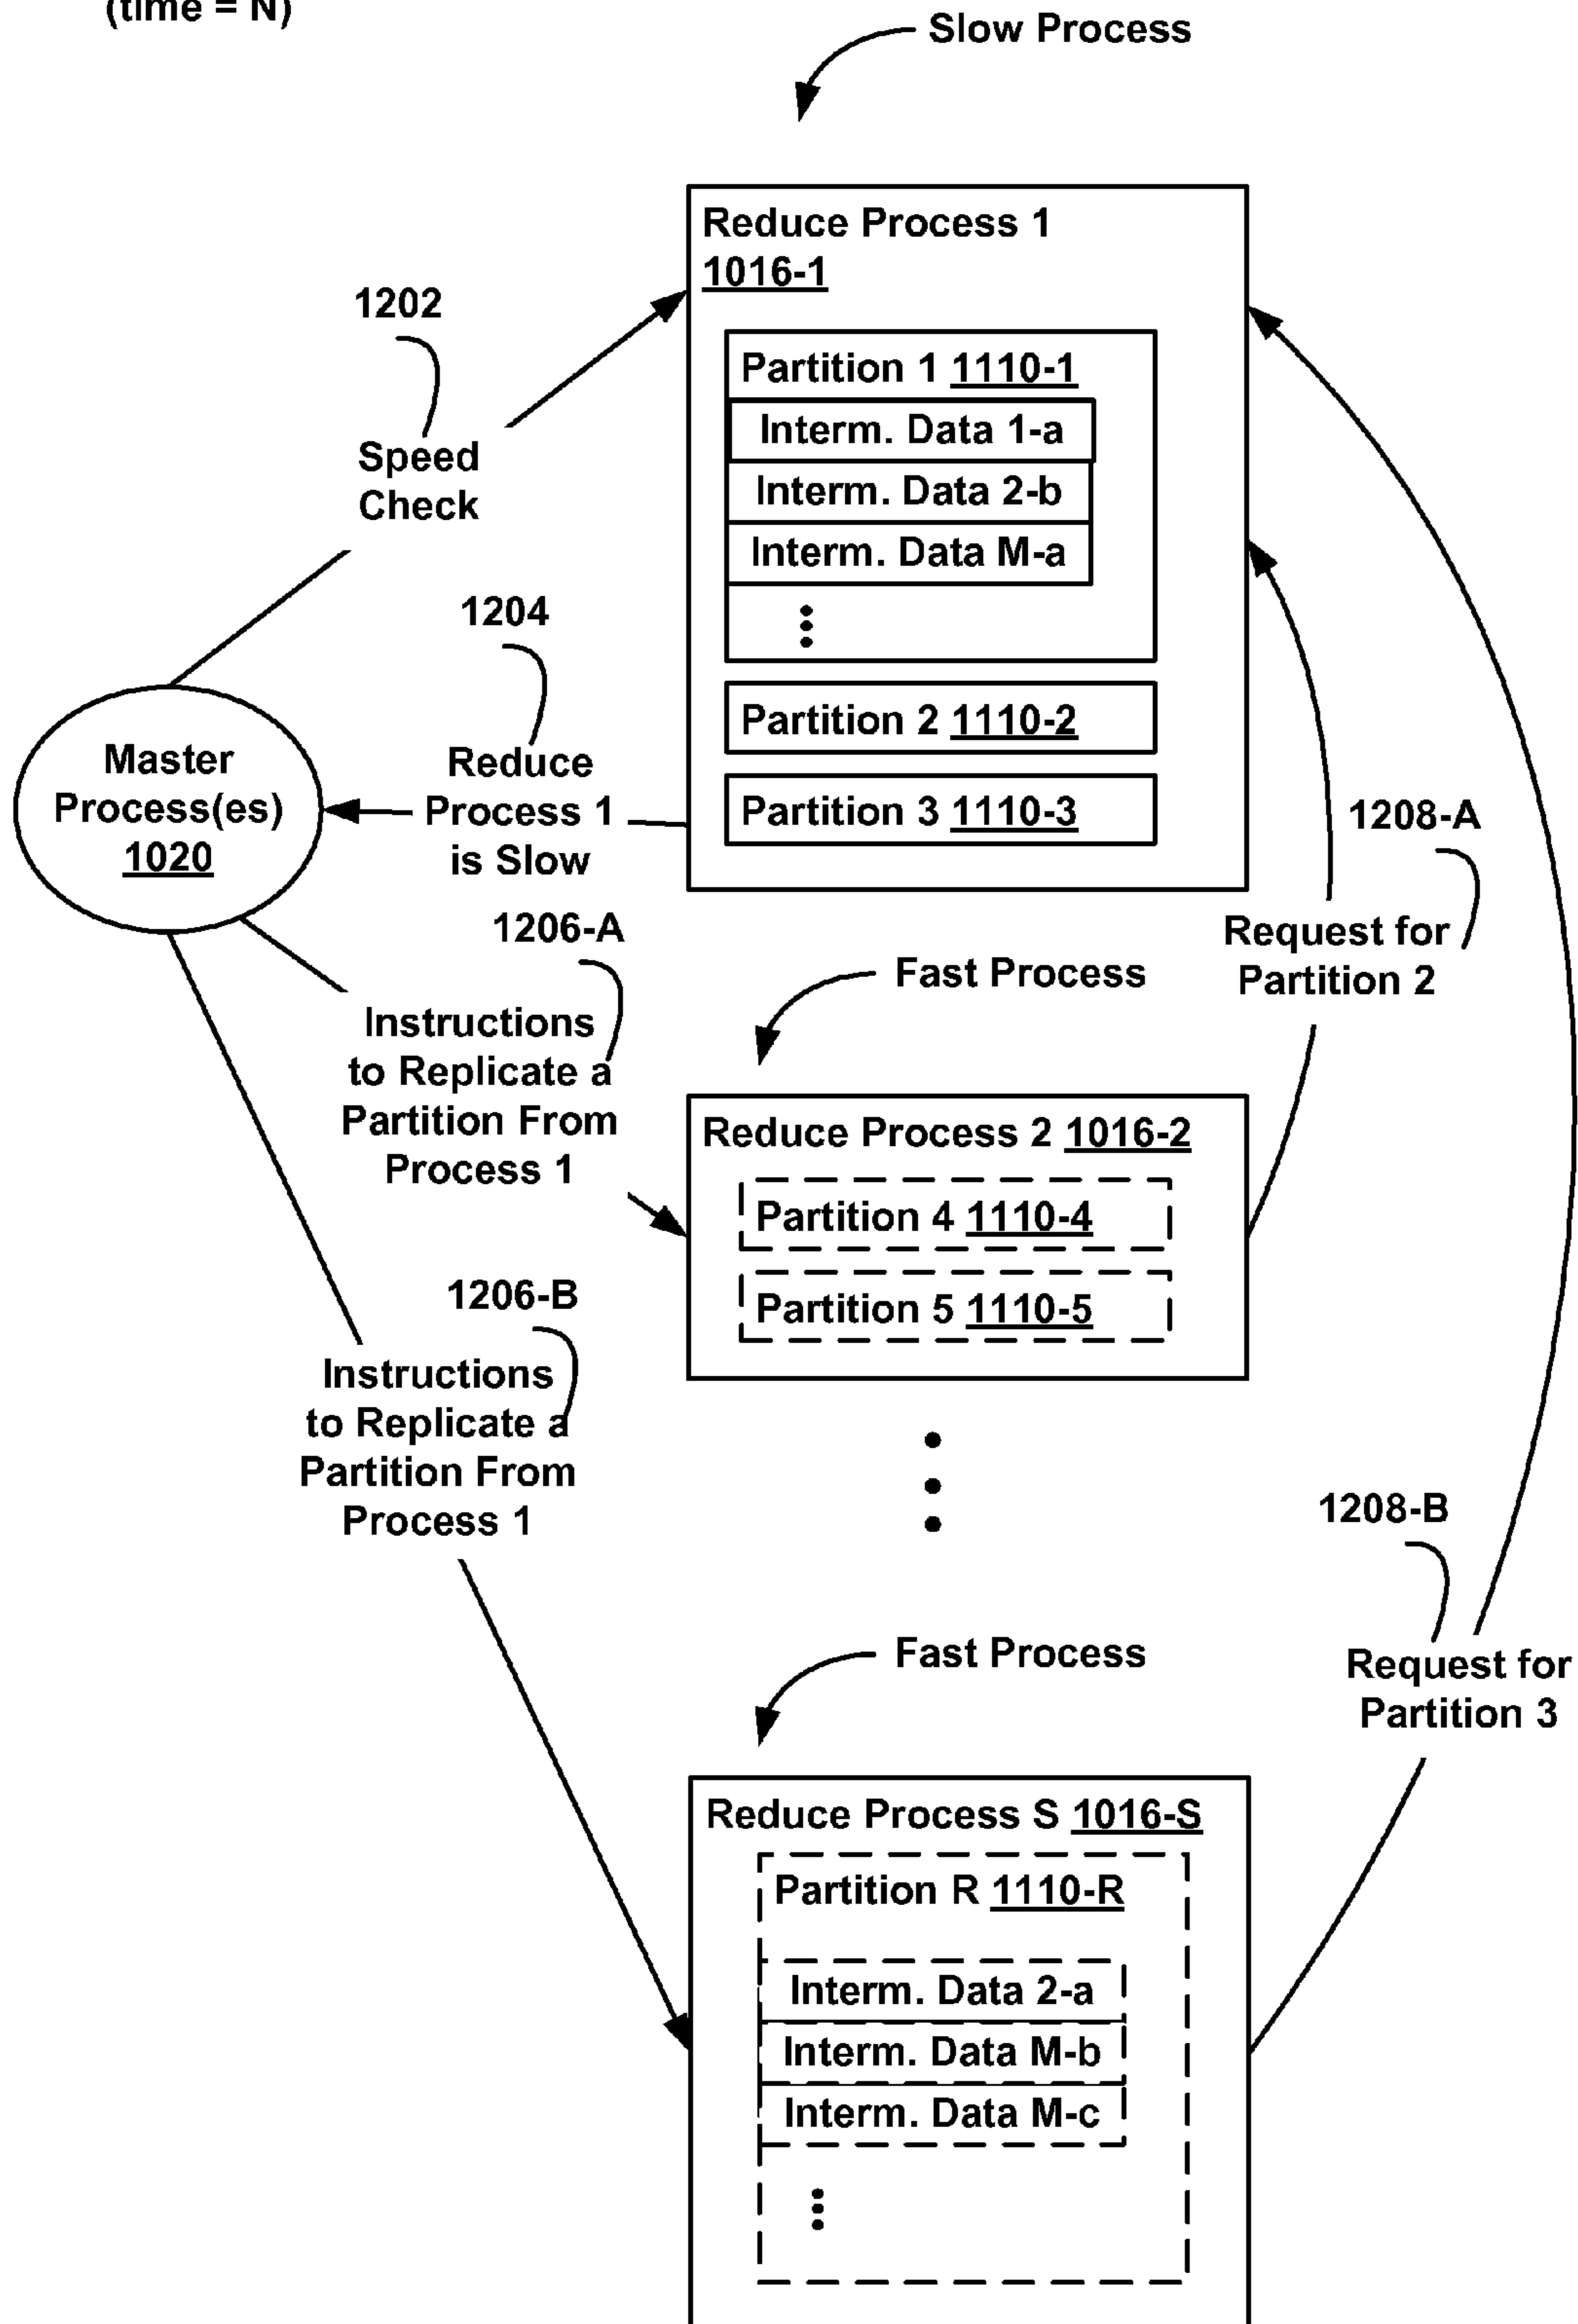 (time = N)
Slow Process
Reduce Process 1
1016-1
1202
Partition 1 1110-1
Interm. Data 1-a
Speed
Check
Interm. Data 2-b
Interm. Data M-a
1204
Partition 2 1110-2
Master
Process(es)
1020
Reduce
Process 1
is Slow
Partition 3 1110-3
1208-A
Request for
Partition 2
1206-A
Fast Process
Instructions
to Replicate a
Partition From
Process 1
Reduce Process 2 1016-2
Partition 4 1110-4
Partition 5 1110-5
1206-B
Instructions
to Replicate a
Partition From
Process 1
1208-B
Fast Process
Request for
Partition 3
Reduce Process S 1016-S
Partition R 1110-R
Interm. Data 2-a
Interm. Data M-b
Interm. Data M-c